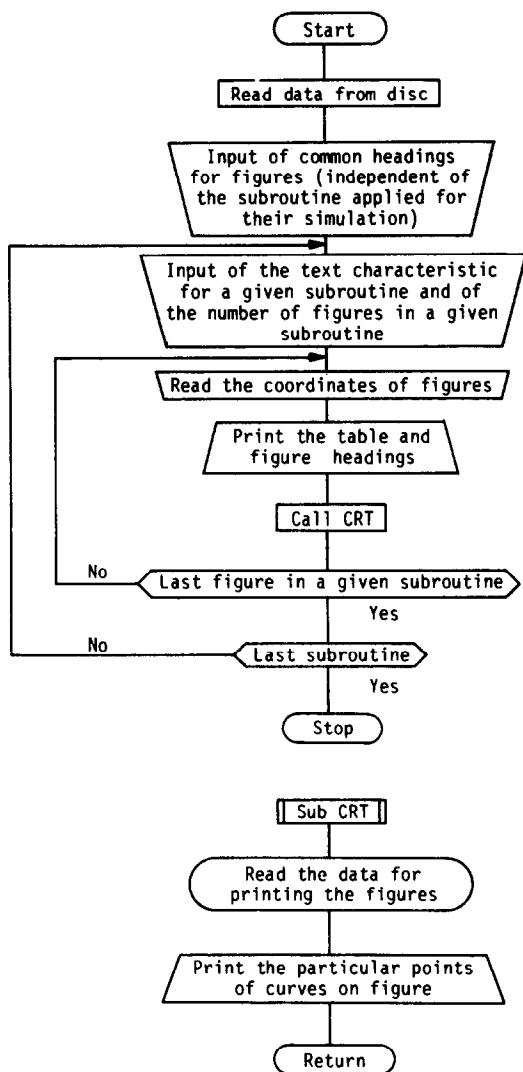 Start
Read data from disc
Input of common headings
for figures (independent of
the subroutine applied for
their simulation)
Input of the text characteristic
for a given subroutine and of
the number of figures in a given
subroutine
Read the coordinates of figures
Print the table and
figure headings
Call CRT
No
Last figure in a given subroutine
Yes
No
Last subroutine
Yes
Stop
Sub CRT
Read the data for
printing the figures
Print the particular points
of curves on figure
Return